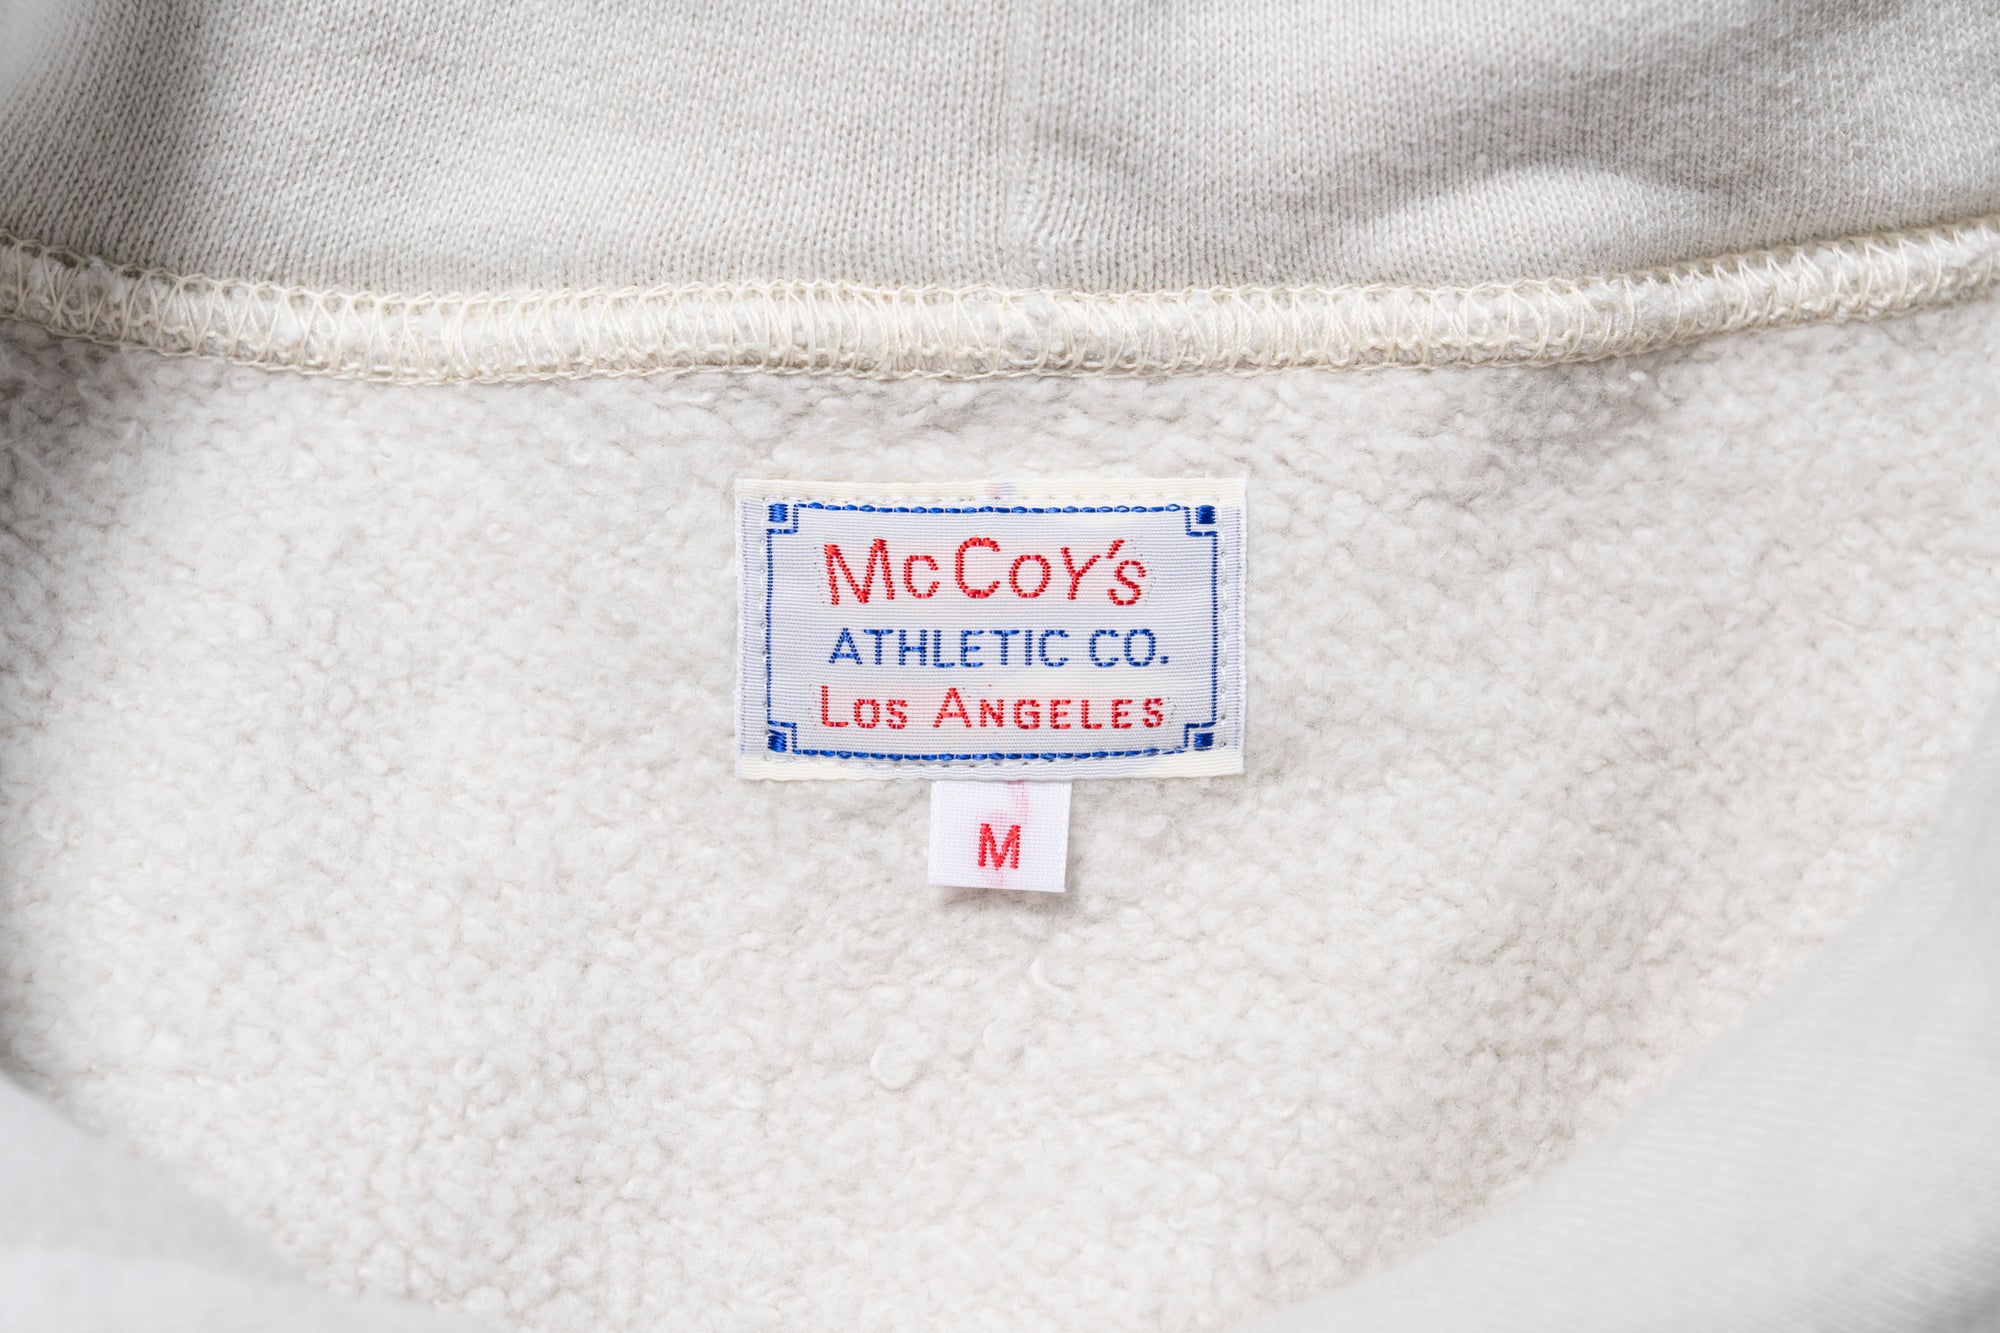 McCoy's
ATHLETIC CO.
Los Angeles
M